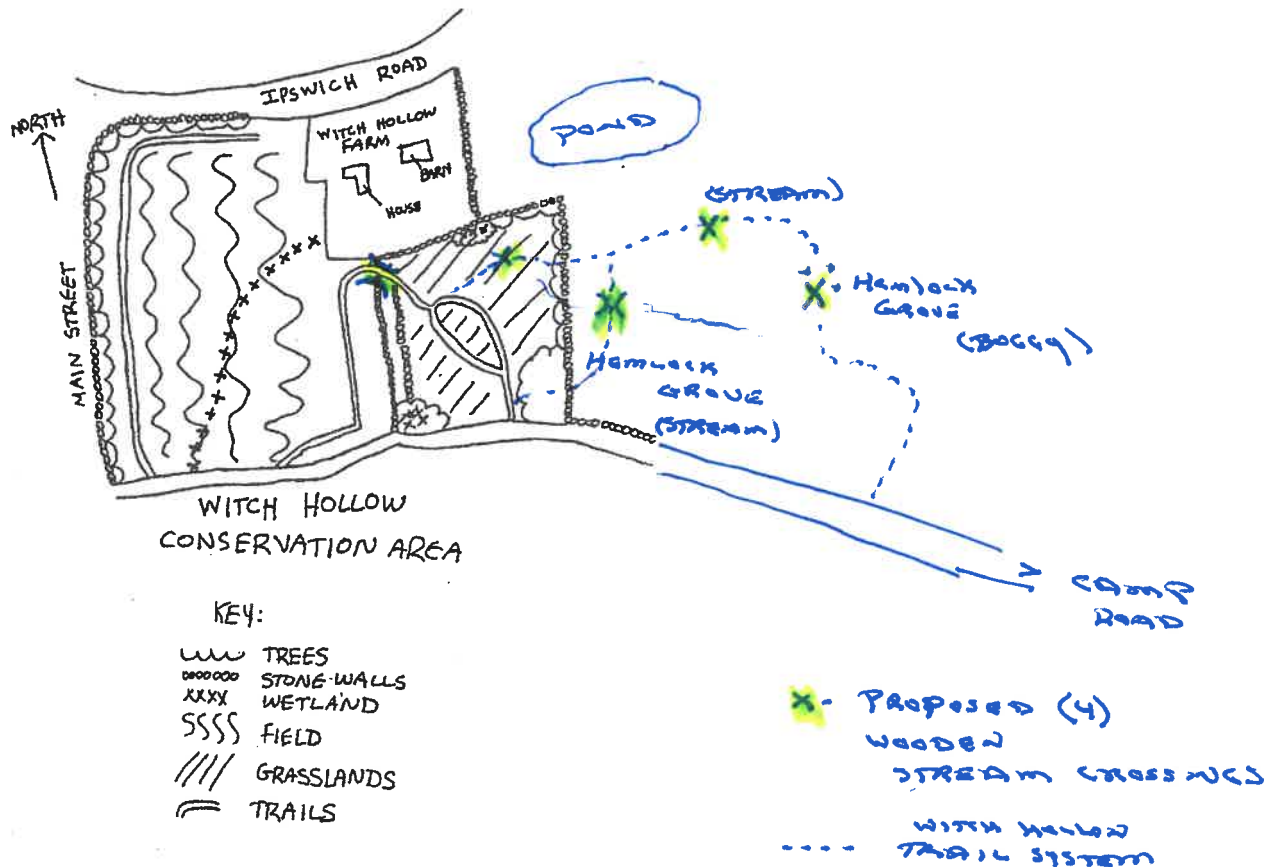 IPSWICH ROAD
NORTH
WITCH HOLLOW
FARM
BARN
HOUSE
MAIN STREET
POND
(STREAM)
HEMLOCK
GROVE
(BOGGY)
HEMLOCK
GROVE
(STREAM)
WITCH HOLLOW
CONSERVATION AREA
CAMP
ROAD
KEY:
TREES
STONE-WALLS
XXXX WETLAND
FIELD
GRASSLANDS
TRAILS
X - PROPOSED (4)
WOODEN
STREAM CROSSINGS
WITCH HOLLOW
TRAIL SYSTEM